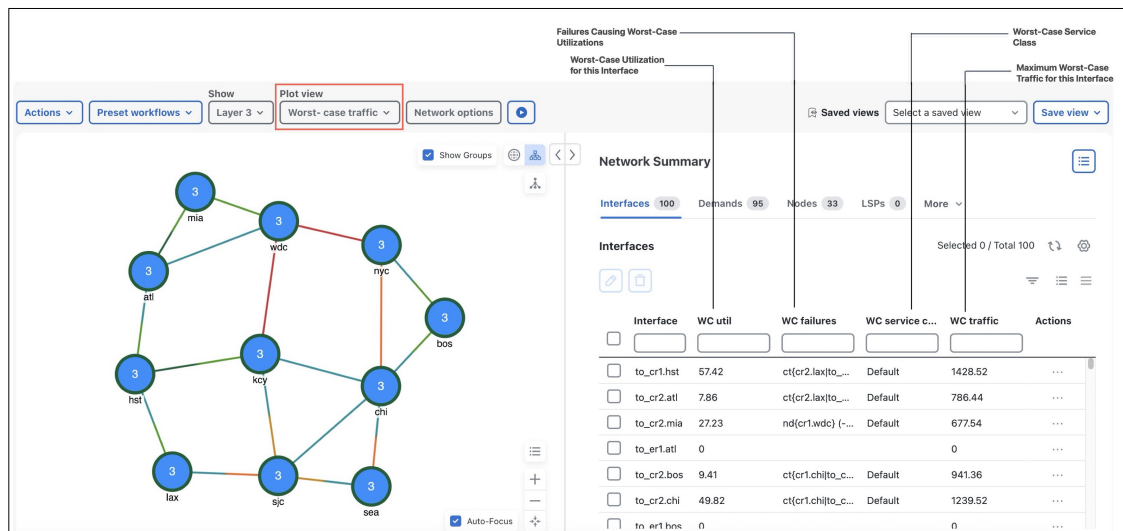 Failures Causing Worst-Case
Utilizations
Worst-Case Utilization
for this Interface
Worst-Case Service
Class
Maximum Worst-Case
Traffic for this Interface
Show
Plot view
Actions
Preset workflows
Layer 3
Worst- case traffic
Network options
Saved views
Select a saved view
Save view
Show Groups
3
mia
3
wdc
3
nyc
3
atl
3
bos
3
kcy
3
hst
3
chi
3
lax
3
sjc
3
sea
Auto-Focus
Network Summary
Interfaces 100 Demands 95 Nodes 33 LSPs 0 More
Interfaces
Selected 0 / Total 100
Interface WC util WC failures WC service c... WC traffic Actions
to_cr1.hst 57.42 ct{cr2.lax|to_... Default 1428.52 ...
to_cr2.atl 7.86 ct{cr2.lax|to_... Default 786.44 ...
to_cr2.mia 27.23 nd{cr1.wdc} (-... Default 677.54 ...
to_er1.atl 0 0 ...
to_cr2.bos 9.41 ct{cr1.chi|to_c... Default 941.36 ...
to_cr2.chi 49.82 ct{cr1.chi|to_c... Default 1239.52 ...
to_er1.bos 0 0 ...